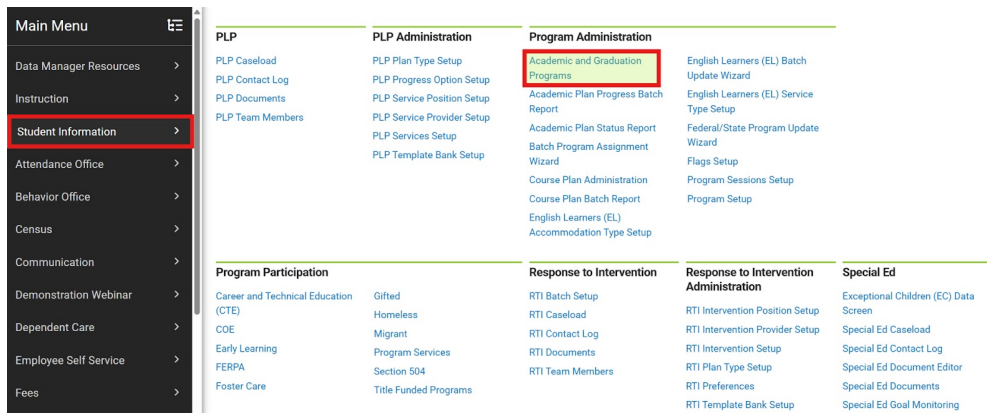 Main Menu
Data Manager Resources
Instruction
Student Information
Attendance Office
Behavior Office
Census
Communication
Demonstration Webinar
Dependent Care
Employee Self Service
Fees
PLP
PLP Caseload
PLP Contact Log
PLP Documents
PLP Team Members
PLP Administration
PLP Plan Type Setup
PLP Progress Option Setup
PLP Service Position Setup
PLP Service Provider Setup
PLP Services Setup
PLP Template Bank Setup
Program Administration
Academic and Graduation
Programs
Academic Plan Progress Batch
Report
Academic Plan Status Report
Batch Program Assignment
Wizard
Course Plan Administration
Course Plan Batch Report
English Learners (EL)
Accommodation Type Setup
English Learners (EL) Batch
Update Wizard
English Learners (EL) Service
Type Setup
Federal/State Program Update
Wizard
Flags Setup
Program Sessions Setup
Program Setup
Program Participation
Career and Technical Education
(CTE)
COE
Early Learning
FERPA
Foster Care
Gifted
Homeless
Migrant
Program Services
Section 504
Title Funded Programs
Response to Intervention
RTI Batch Setup
RTI Caseload
RTI Contact Log
RTI Documents
RTI Team Members
Response to Intervention
Administration
RTI Intervention Position Setup
RTI Intervention Provider Setup
RTI Intervention Setup
RTI Plan Type Setup
RTI Preferences
RTI Template Bank Setup
Special Ed
Exceptional Children (EC) Data
Screen
Special Ed Caseload
Special Ed Contact Log
Special Ed Document Editor
Special Ed Documents
Special Ed Goal Monitoring